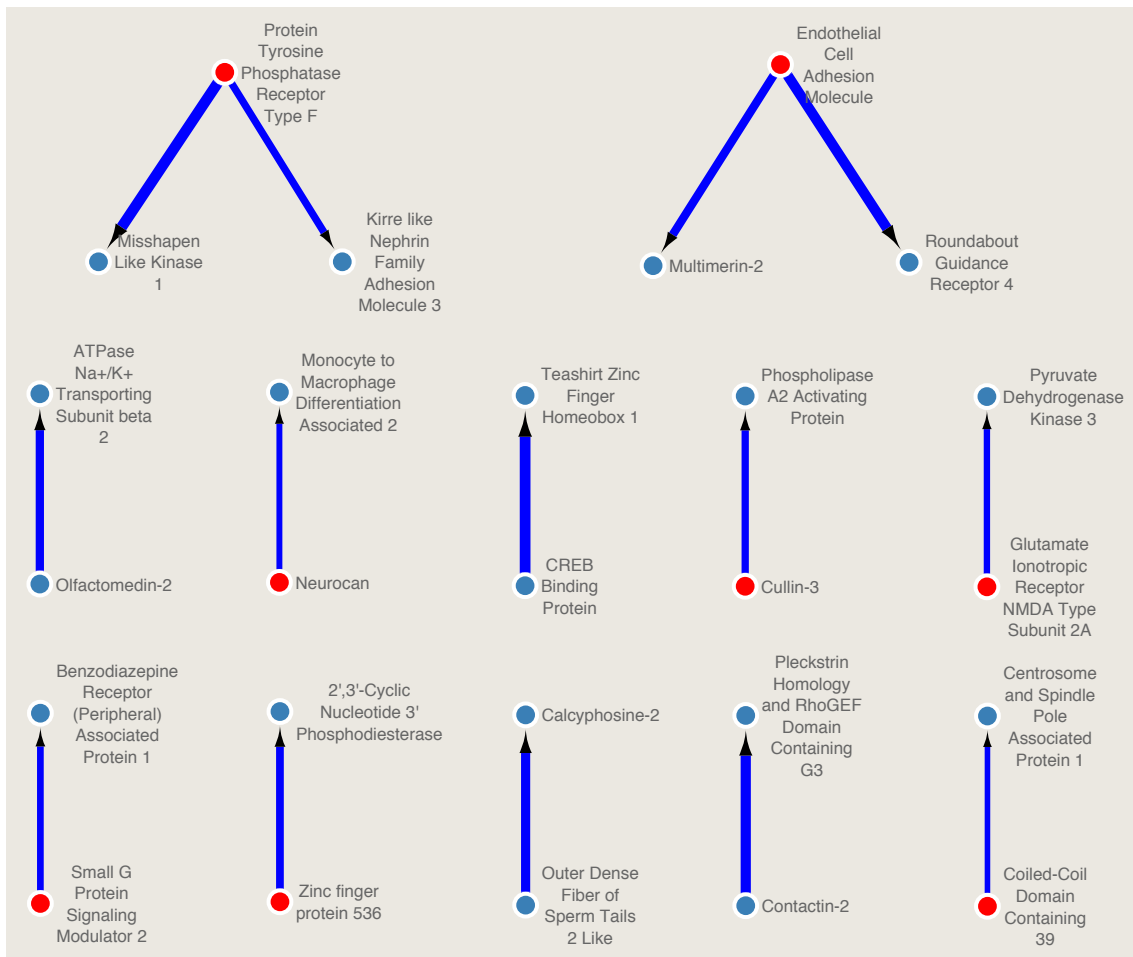 Protein
Tyrosine
Phosphatase
Receptor
Type F
Endothelial
Cell
Adhesion
Molecule
Misshapen
Like Kinase
1
Kirre like
Nephrin
Family
Adhesion
Molecule 3
Multimerin-2
Roundabout
Guidance
Receptor 4
ATPase
Na+/K+
Transporting
Subunit beta
2
Monocyte to
Macrophage
Differentiation
Associated 2
Teashirt Zinc
Finger
Homeobox 1
Phospholipase
A2 Activating
Protein
Pyruvate
Dehydrogenase
Kinase 3
Olfactomedin-2
Neurocan
CREB
Binding
Protein
Cullin-3
Glutamate
Ionotropic
Receptor
NMDA Type
Subunit 2A
Benzodiazepine
Receptor
(Peripheral)
Associated
Protein 1
2',3'-Cyclic
Nucleotide 3'
Phosphodiesterase
Calcyphosine-2
Pleckstrin
Homology
and RhoGEF
Domain
Containing
G3
Centrosome
and Spindle
Pole
Associated
Protein 1
Small G
Protein
Signaling
Modulator 2
Zinc finger
protein 536
Outer Dense
Fiber of
Sperm Tails
2 Like
Contactin-2
Coiled-Coil
Domain
Containing
39